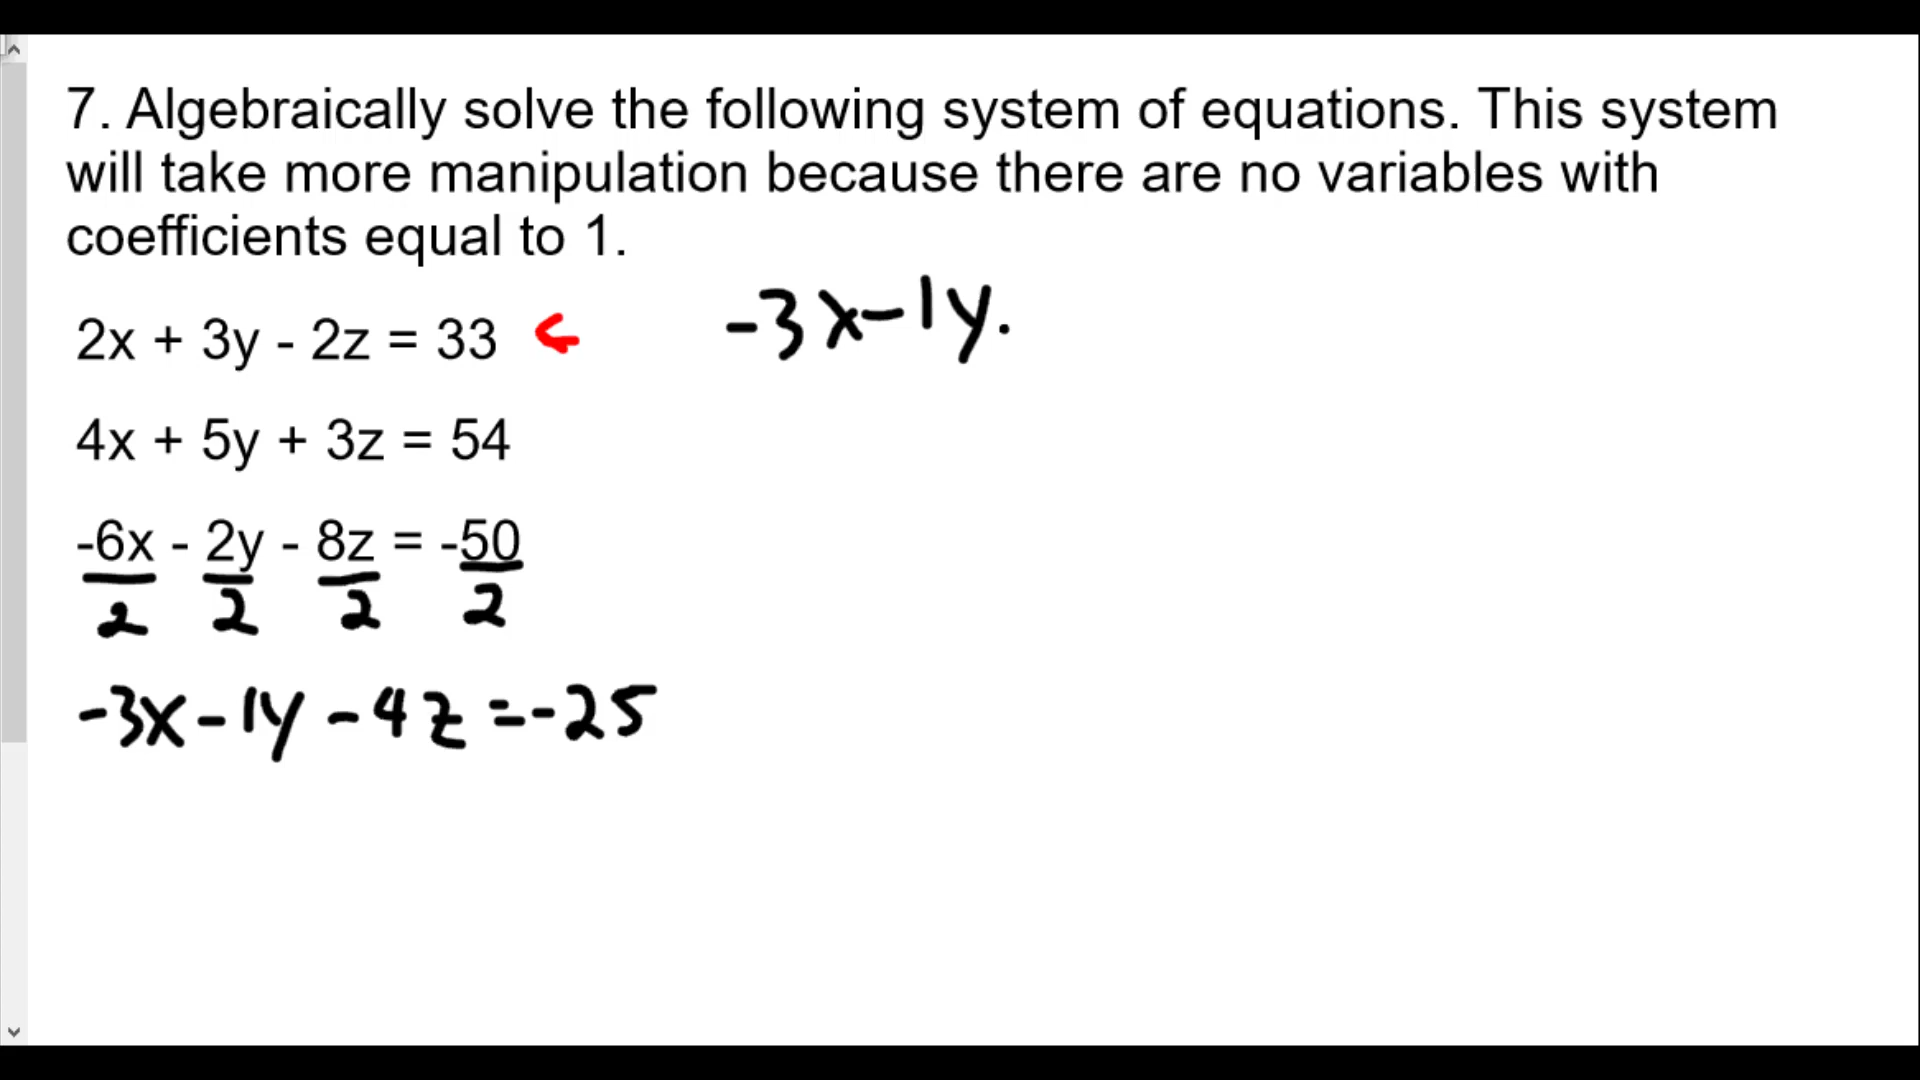 7. Algebraically solve the following system of equations. This system
will take more manipulation because there are no variables with
coefficients equal to 1.
2x + 3y - 2z = 33
-3x-1y.
4x + 5y + 3z = 54
-6x - 2y - 8z = -50
2 2 2 2
-3x-1y-4z=-25